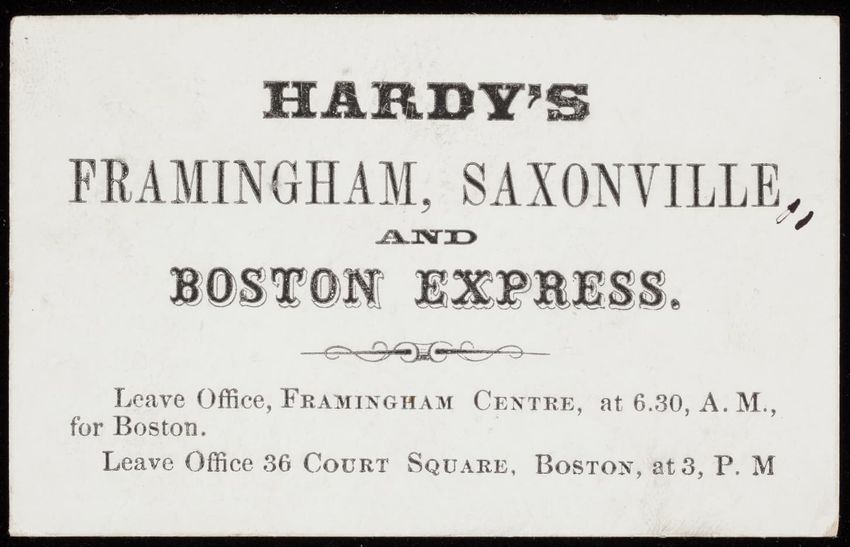 HARDY'S
FRAMINGHAM, SAXONVILLE,
AND
BOSTON EXPRESS.
Leave Office, FRAMINGHAM CENTRE, at 6.30, A. M.,
for Boston.
Leave Office 36 COURT SQUARE, BOSTON, at 3, P. M